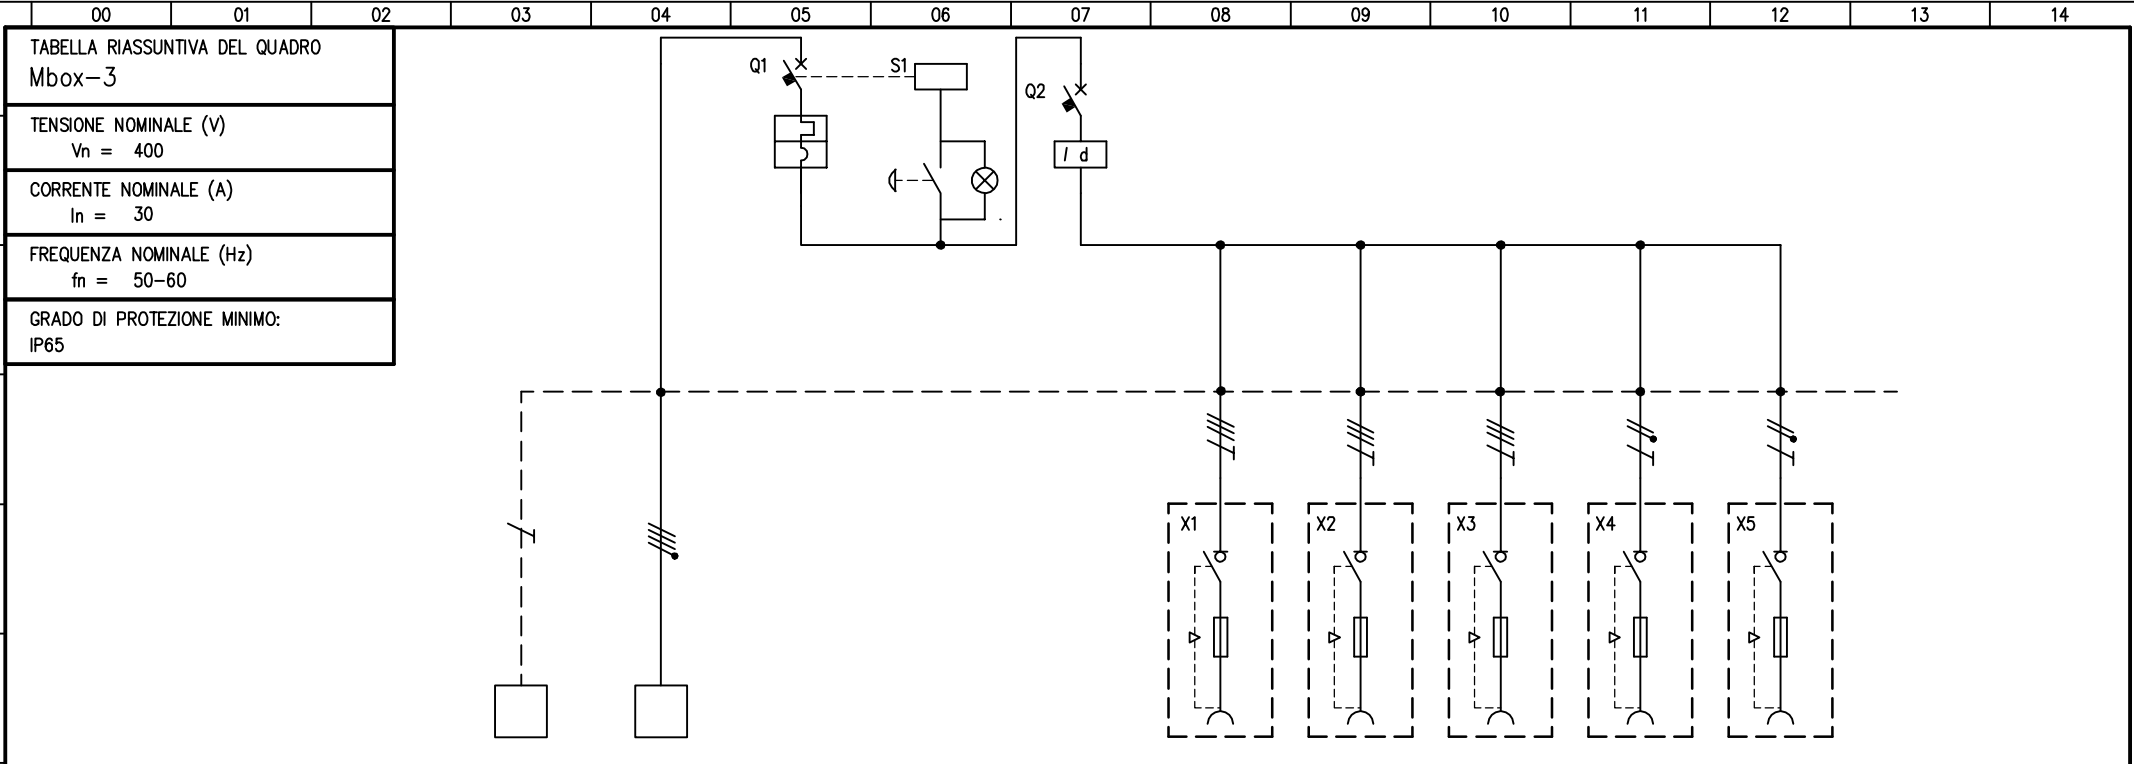 00 01 02 03 04 05 06 07 08 09 10 11 12 13 14
TABELLA RIASSUNTIVA DEL QUADRO
Mbox-3
TENSIONE NOMINALE (V)
Vn = 400
CORRENTE NOMINALE (A)
In = 30
FREQUENZA NOMINALE (Hz)
fn = 50-60
GRADO DI PROTEZIONE MINIMO:
IP65
Q1 S1
Q2
I d
X1 X2 X3 X4 X5